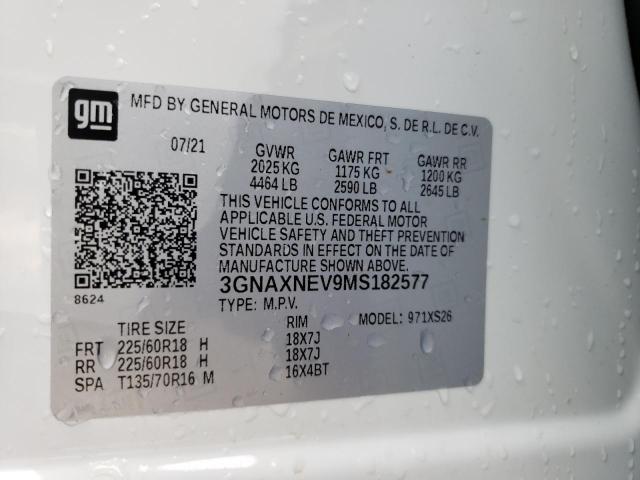 gm
MFD BY GENERAL MOTORS DE MEXICO, S. DE R.L. DE C.V.
07/21 GVWR GAWR FRT GAWR RR
2025 KG 1175 KG 1200 KG
4464 LB 2590 LB 2645 LB
THIS VEHICLE CONFORMS TO ALL
APPLICABLE U.S. FEDERAL MOTOR
VEHICLE SAFETY AND THEFT PREVENTION
STANDARDS IN EFFECT ON THE DATE OF
MANUFACTURE SHOWN ABOVE.
8624
3GNAXNEV9MS182577
TYPE: M.P.V.
MODEL: 971XS26
TIRE SIZE RIM
FRT 225/60R18 H 18X7J
RR 225/60R18 H 18X7J
SPA T135/70R16 M 16X4BT